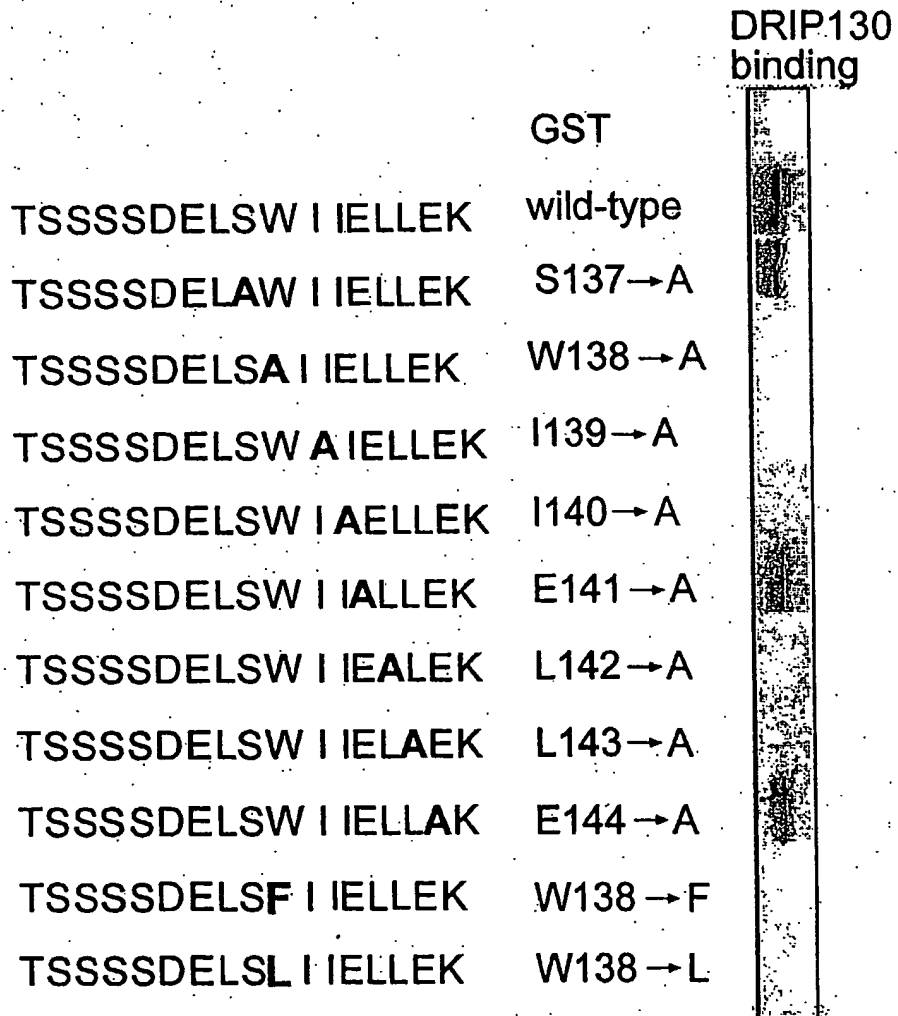 DRIP130
binding
GST
TSSSSDELSW I IELLEK wild-type
TSSSSDELAW I IELLEK S137→A
TSSSSDELSA I IELLEK W138→A
TSSSSDELSW A IELLEK I139→A
TSSSSDELSW I AELLEK I140→A
TSSSSDELSW I IALLEK E141→A
TSSSSDELSW I IEALEK L142→A
TSSSSDELSW I IELAEK L143→A
TSSSSDELSW I IELLAK E144→A
TSSSSDELSF I IELLEK W138→F
TSSSSDELSL I IELLEK W138→L